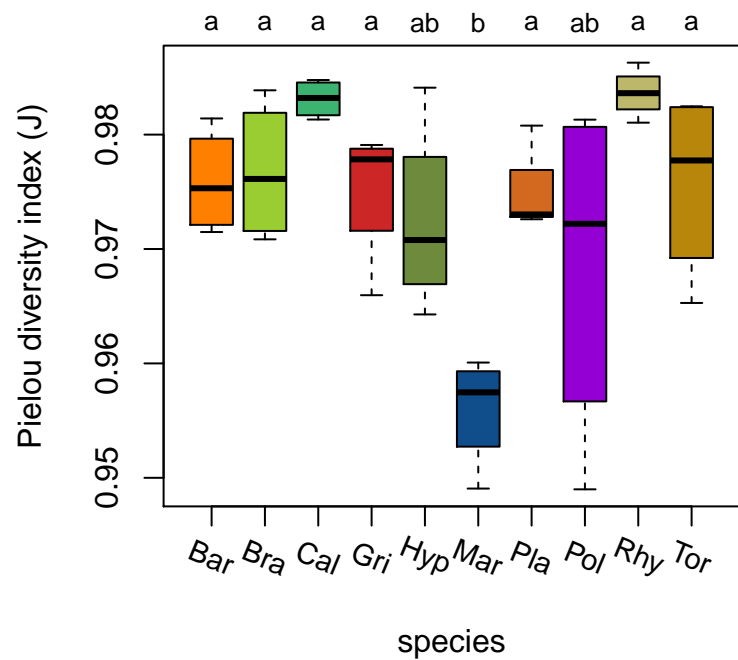 a a a a ab b a ab a a
Pielou diversity index (J)
0.98
0.97
0.96
0.95
Bar Bra Cal Gri Hyp Mar Pla Pol Rhy Tor
species